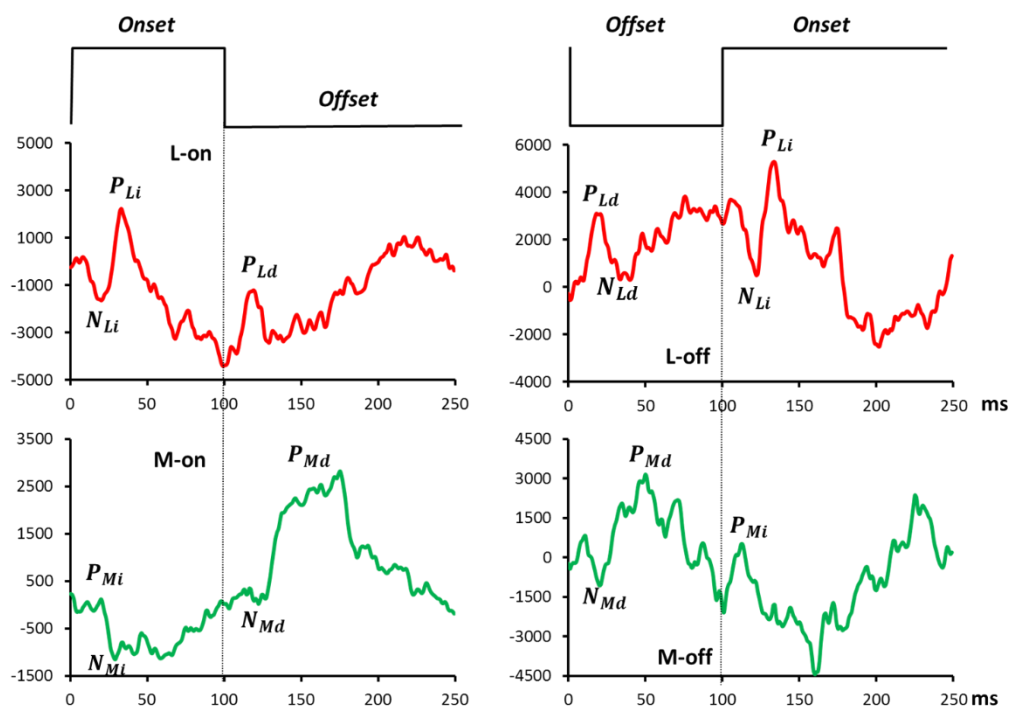 Onset
Offset
Offset
Onset
5000
3000
1000
-1000
-3000
-5000
L-on
P_Li
N_Li
P_Ld
0 50 100 150 200 250
6000
4000
2000
0
-2000
-4000
P_Ld
N_Ld
P_Li
N_Li
L-off
0 50 100 150 200 250 ms
3500
2500
1500
500
-500
-1500
M-on
P_Mi
N_Mi
P_Md
N_Md
0 50 100 150 200 250
4500
3000
1500
0
-1500
-3000
-4500
P_Md
N_Md
P_Mi
M-off
0 50 100 150 200 250 ms